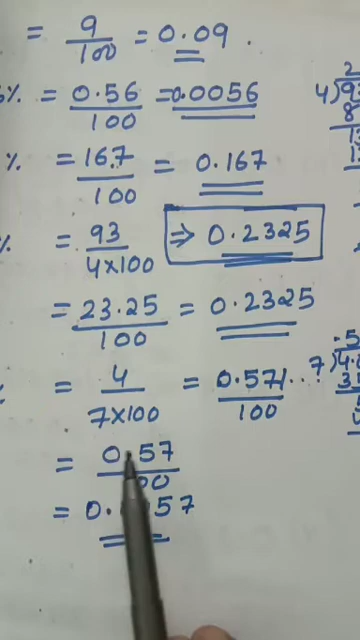 = 9/100 = 0.09.
% = 0.56/100 = 0.0056
% = 16.7/100 = 0.167
% = 93/4×100 ⇒ 0.2325
= 23.25/100 = 0.2325
= 4/7×100 = 0.571.../100
= 0.57/100
= 0. 57